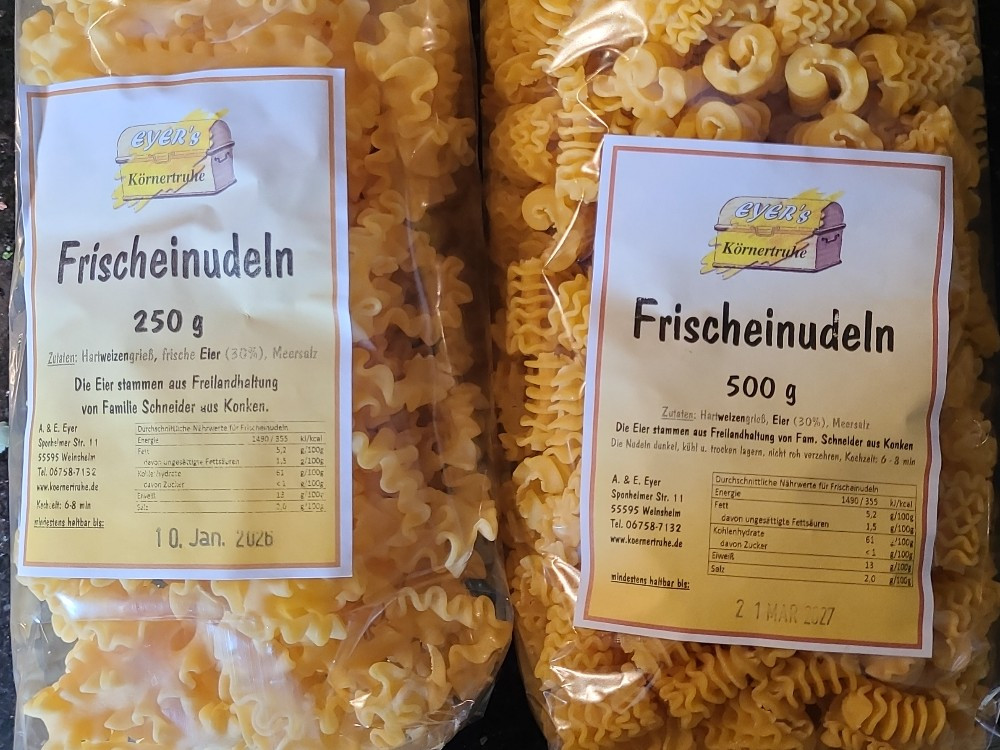 EYER's
Körnertruhe
Frischeinudeln
250 g
Zutaten: Hartweizengrieß, frische Eier (30%), Meersalz
Die Eier stammen aus Freilandhaltung
von Familie Schneider aus Konken.
A. & E. Eyer
Sponheimer Str. 11
55595 Weinsheim
Tel. 06758-7132
www.koernertruhe.de
Kochzeit: 6-8 min
mindestens haltbar bis:
Durchschnittliche Nährwerte für Frischeinudeln
Energie 1490/355 kJ/kcal
Fett 5,2 g/100g
davon ungesättigte Fettsäuren 1,5 g/100g
Kohlenhydrate 61 g/100g
davon Zucker <1 g/100g
Eiweiß 13 g/100g
Salz 2,0 g/100g
10. Jan. 2026
EYER's
Körnertruhe
Frischeinudeln
500 g
Zutaten: Hartweizengrieß, Eier (30%), Meersalz
Die Eier stammen aus Freilandhaltung von Fam. Schneider aus Konken
Die Nudeln dunkel, kühl u. trocken lagern, nicht roh verzehren, Kochzeit: 6 - 8 min
A. & E. Eyer
Sponheimer Str. 11
55595 Weinsheim
Tel. 06758-7132
www.koernertruhe.de
mindestens haltbar bis:
Durchschnittliche Nährwerte für Frischeinudeln
Energie 1490/355 kJ/kcal
Fett 5,2 g/100g
davon ungesättigte Fettsäuren 1,5 g/100g
Kohlenhydrate 61 g/100g
davon Zucker <1 g/100g
Eiweiß 13 g/100g
Salz 2,0 g/100g
21 MAR 2027